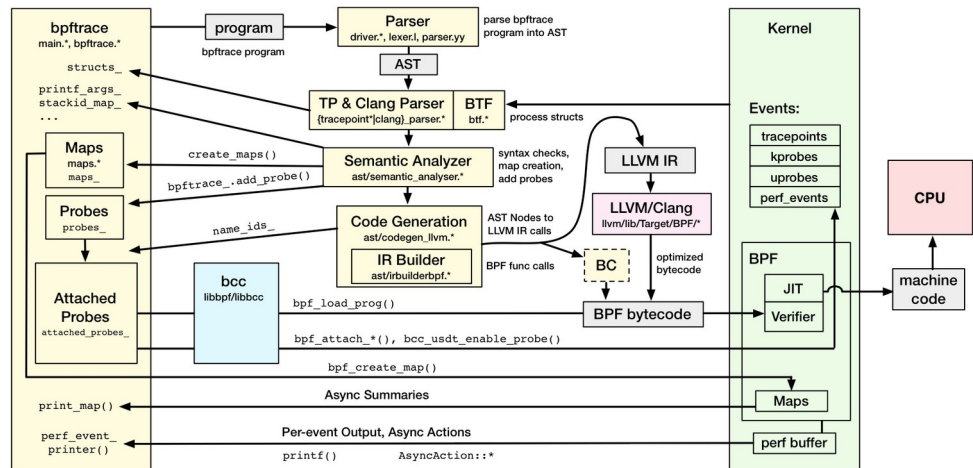 bpftrace
main.*, bpftrace.*
program
bpftrace program
Parser
driver.*, lexer.l, parser.yy
parse bpftrace
program into AST
Kernel
AST
structs_
printf_args_
stackid_map_
...
TP & Clang Parser
{tracepoint*|clang}_parser.*
BTF
btf.*
process structs
Events:
tracepoints
kprobes
uprobes
perf_events
Maps
maps.*
maps_
create_maps()
Semantic Analyzer
ast/semantic_analyser.*
syntax checks,
map creation,
add probes
LLVM IR
bpftrace_.add_probe()
Probes
probes_
name_ids_
Code Generation
ast/codegen_llvm.*
IR Builder
ast/irbuilderbpf.*
AST Nodes to
LLVM IR calls
BPF func calls
LLVM/Clang
llvm/lib/Target/BPF/*
CPU
BC
optimized
bytecode
BPF
JIT
Verifier
machine
code
Attached
Probes
attached_probes_
bcc
libbpf/libbcc
bpf_load_prog()
BPF bytecode
bpf_attach_*(), bcc_usdt_enable_probe()
bpf_create_map()
print_map()
Async Summaries
Maps
perf_event_
printer()
Per-event Output, Async Actions
printf()
AsyncAction::*
perf buffer